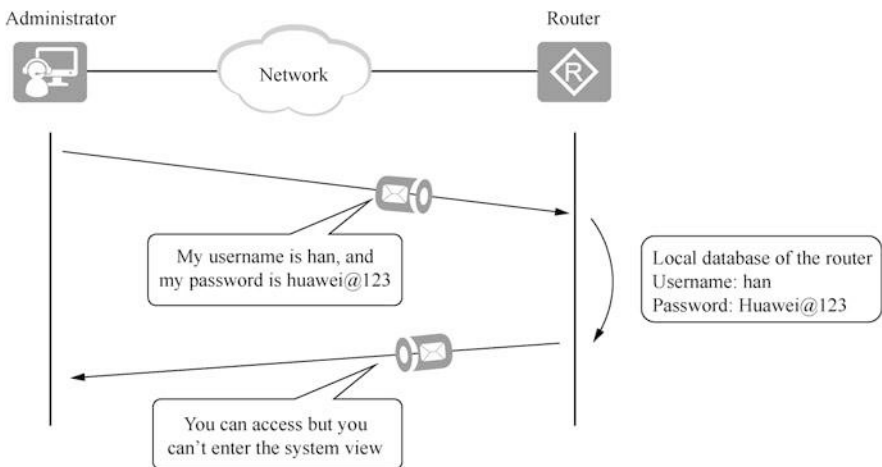 Administrator
Router
Network
R
My username is han, and
my password is huawei@123
Local database of the router
Username: han
Password: Huawei@123
You can access but you
can't enter the system view